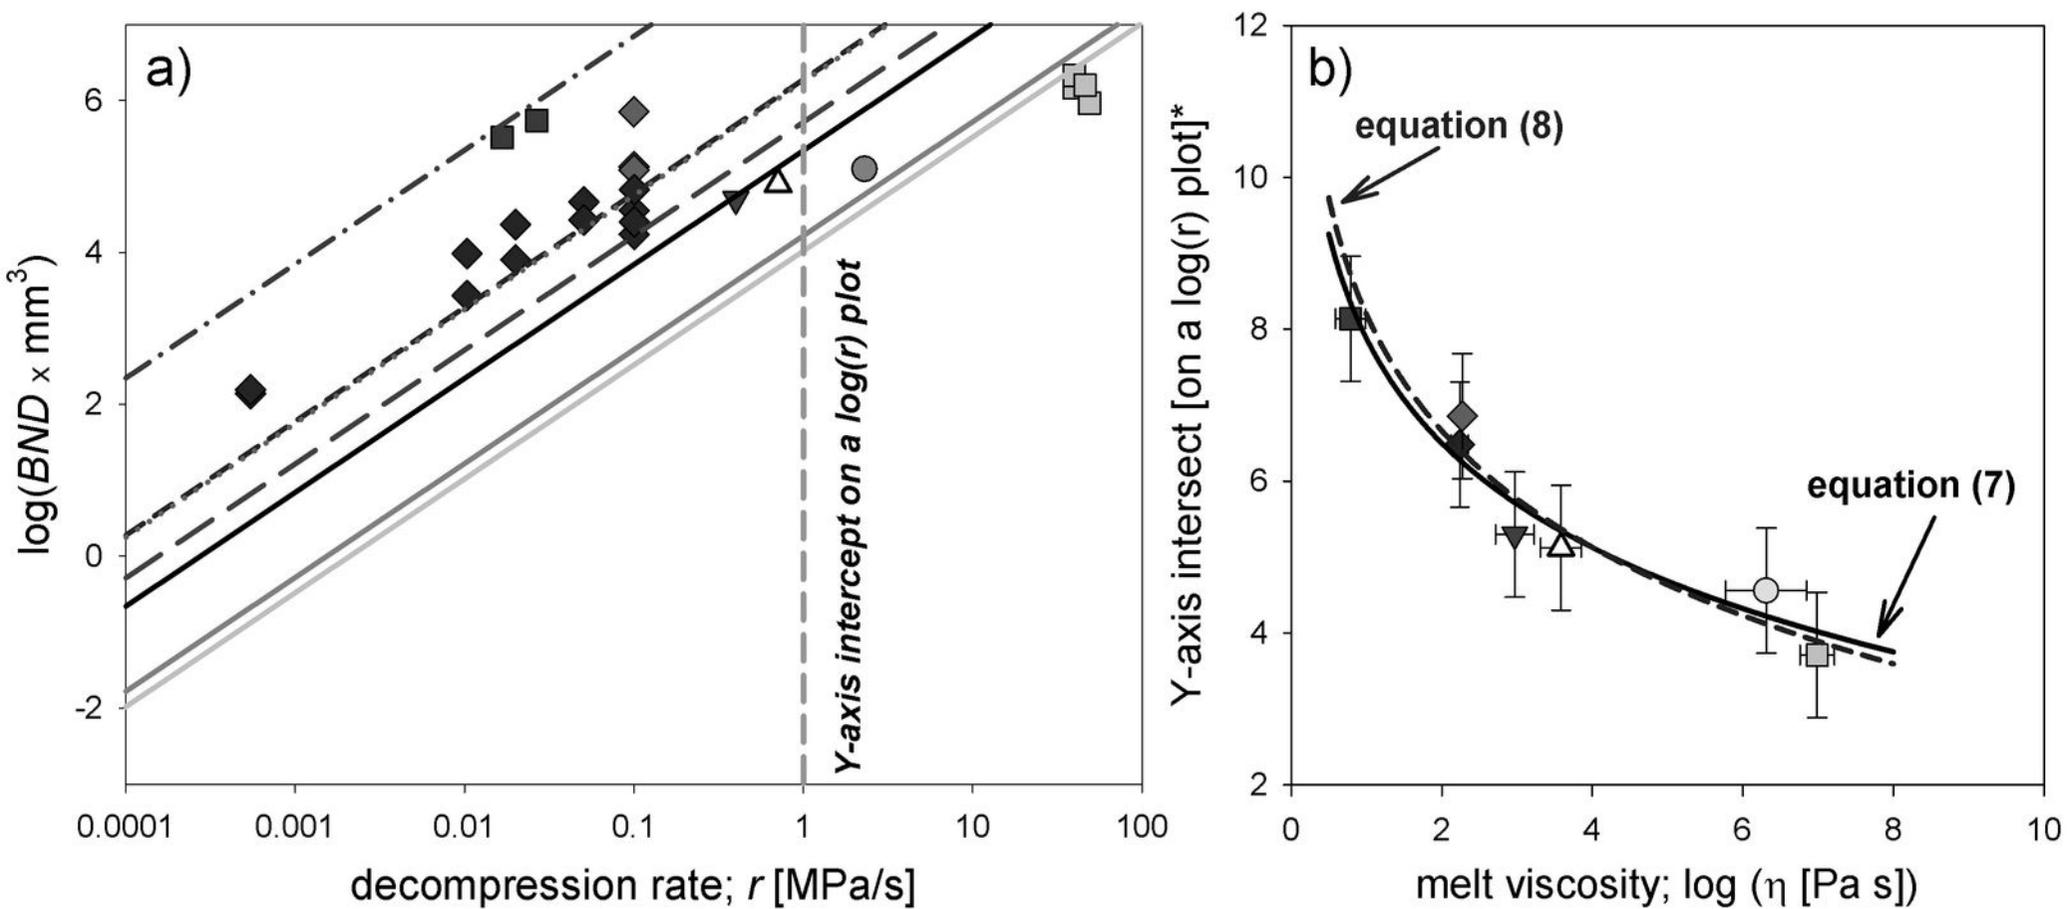 a)
6
4
2
0
-2
log(BND x mm3)
0.0001 0.001 0.01 0.1 1 10 100
decompression rate; r [MPa/s]
Y-axis intercept on a log(r) plot
b)
12
10
8
6
4
2
Y-axis intersect [on a log(r) plot]*
equation (8)
equation (7)
0 2 4 6 8 10
melt viscosity; log (η [Pa s])